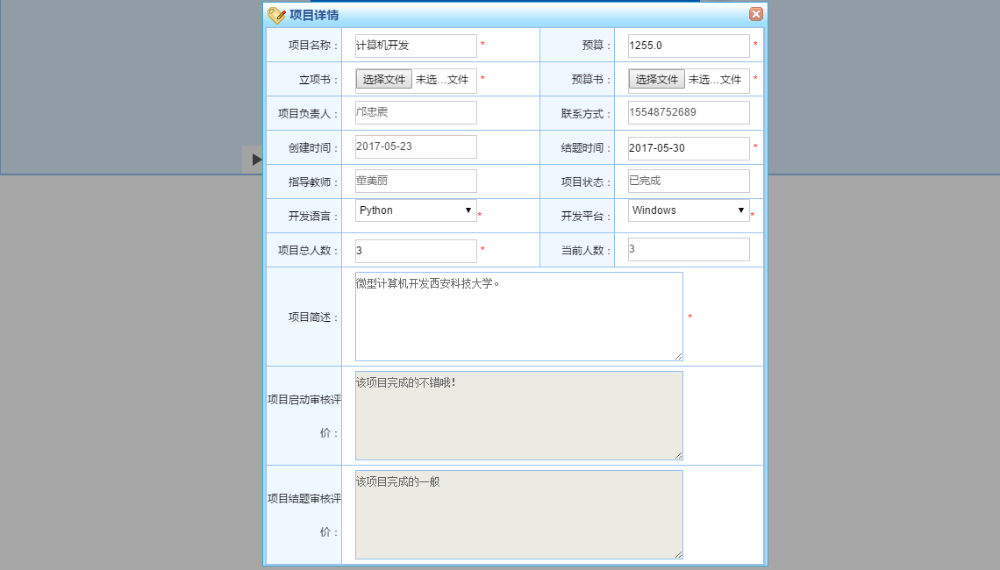 项目详情
项目名称： 计算机开发 * 预算： 1255.0 *
立项书： 选择文件 未选...文件 * 预算书： 选择文件 未选...文件 *
项目负责人： 邝忠震 联系方式： 15548752689
创建时间： 2017-05-23 结题时间： 2017-05-30 *
指导教师： 董美丽 项目状态： 已完成
开发语言： Python * 开发平台： Windows *
项目总人数： 3 * 当前人数： 3
项目简述： 微型计算机开发西安科技大学。 *
该项目完成的不错哦!
项目启动审核评
价：
该项目完成的一般
项目结题审核评
价：